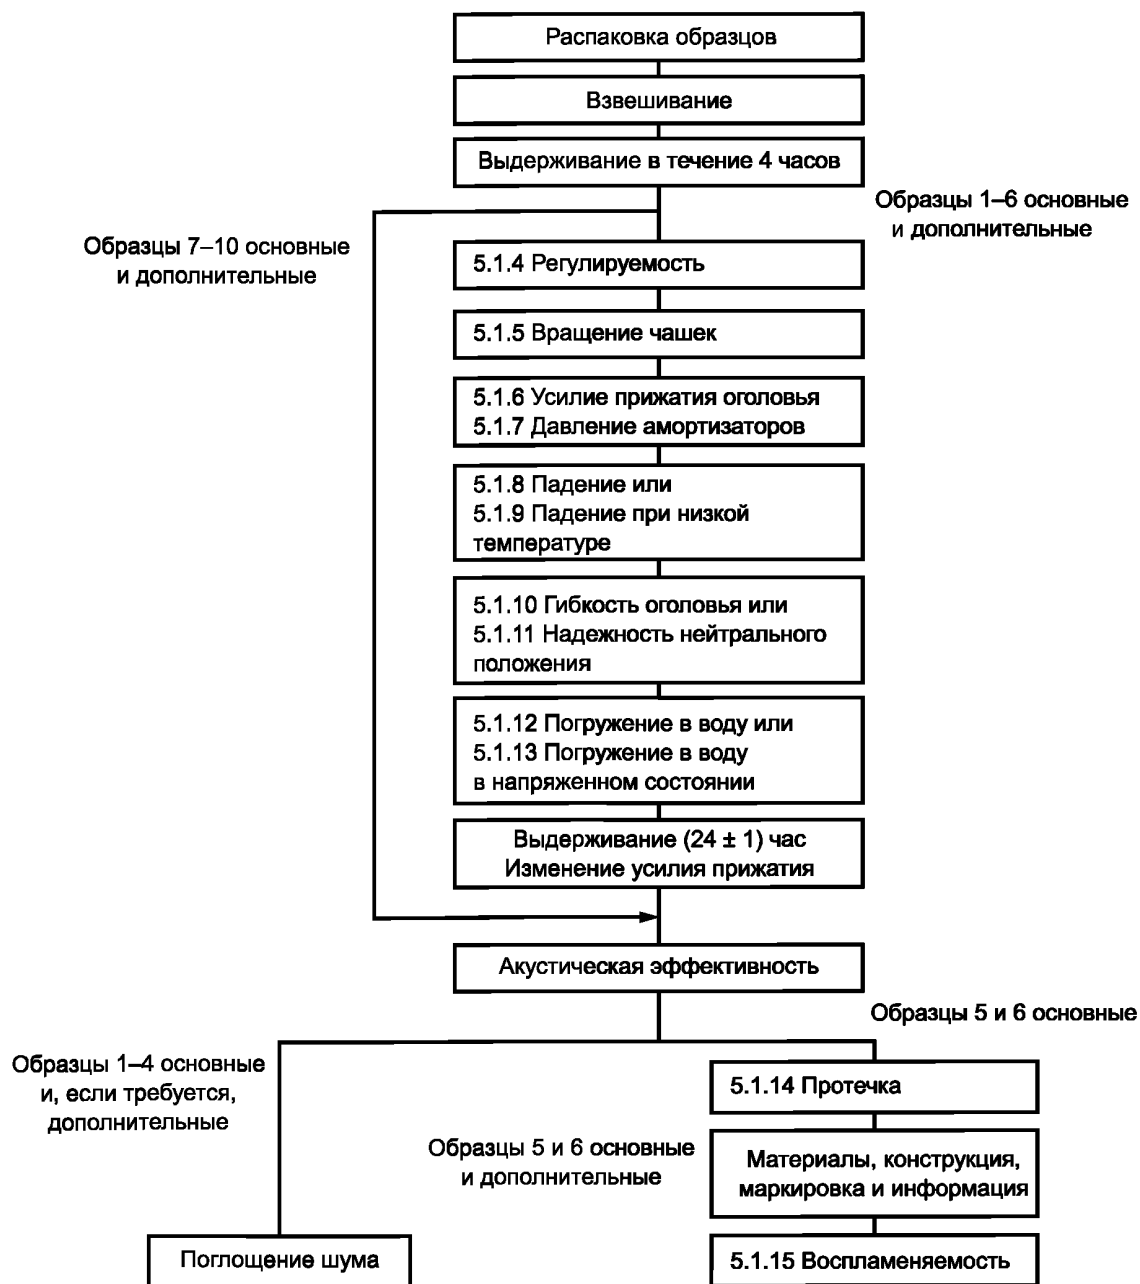 Распаковка образцов
Взвешивание
Выдерживание в течение 4 часов
Образцы 1–6 основные
и дополнительные
Образцы 7–10 основные
и дополнительные
5.1.4 Регулируемость
5.1.5 Вращение чашек
5.1.6 Усилие прижатия оголовья
5.1.7 Давление амортизаторов
5.1.8 Падение или
5.1.9 Падение при низкой
температуре
5.1.10 Гибкость оголовья или
5.1.11 Надежность нейтрального
положения
5.1.12 Погружение в воду или
5.1.13 Погружение в воду
в напряженном состоянии
Выдерживание (24 ± 1) час
Изменение усилия прижатия
Акустическая эффективность
Образцы 5 и 6 основные
Образцы 1–4 основные
и, если требуется,
дополнительные
5.1.14 Протечка
Образцы 5 и 6 основные
и дополнительные
Материалы, конструкция,
маркировка и информация
Поглощение шума
5.1.15 Воспламеняемость